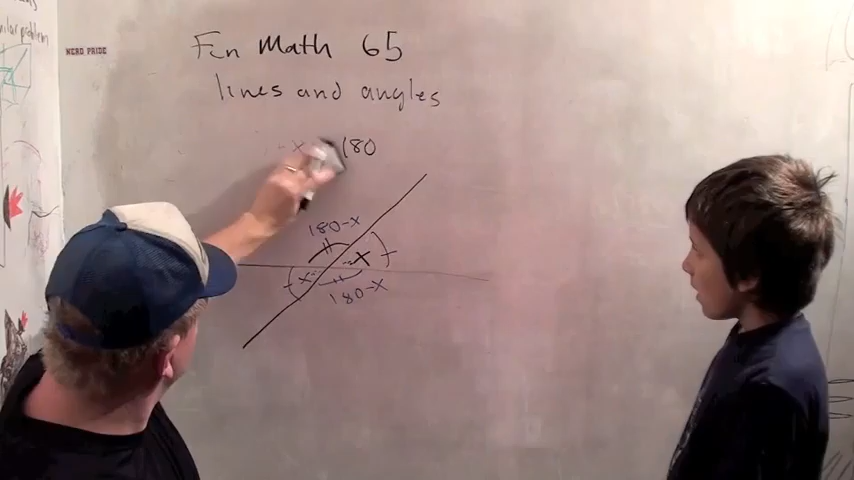 NERD PRIDE
Fun Math 65
lines and angles
x 180
180-x
x x
180-x